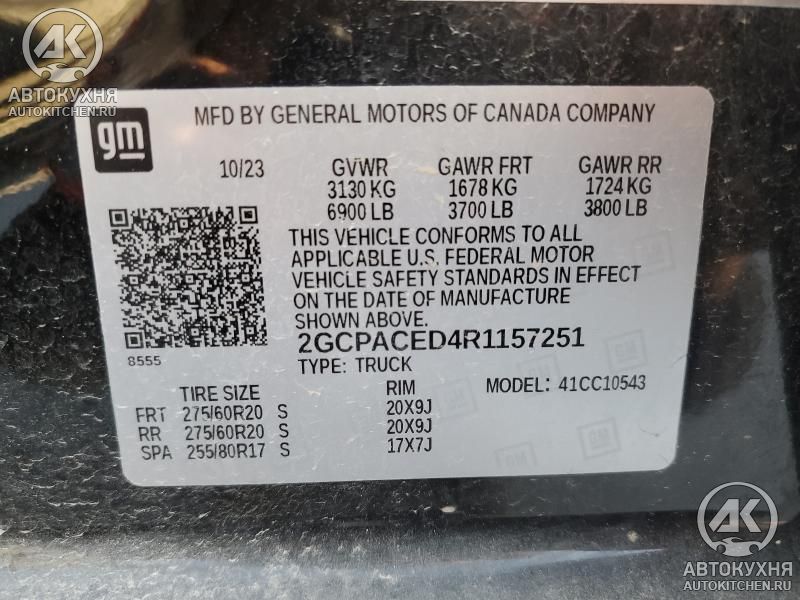 АВТОКУХНЯ
AUTOKITCHEN.RU
gm
MFD BY GENERAL MOTORS OF CANADA COMPANY
10/23 GVWR GAWR FRT GAWR RR
3130 KG 1678 KG 1724 KG
6900 LB 3700 LB 3800 LB
THIS VEHICLE CONFORMS TO ALL
APPLICABLE U.S. FEDERAL MOTOR
VEHICLE SAFETY STANDARDS IN EFFECT
ON THE DATE OF MANUFACTURE
SHOWN ABOVE.
8555
2GCPACED4R1157251
TYPE: TRUCK
TIRE SIZE RIM MODEL: 41CC10543
FRT 275/60R20 S 20X9J
RR 275/60R20 S 20X9J
SPA 255/80R17 S 17X7J
АК
АВТОКУХНЯ
AUTOKITCHEN.RU